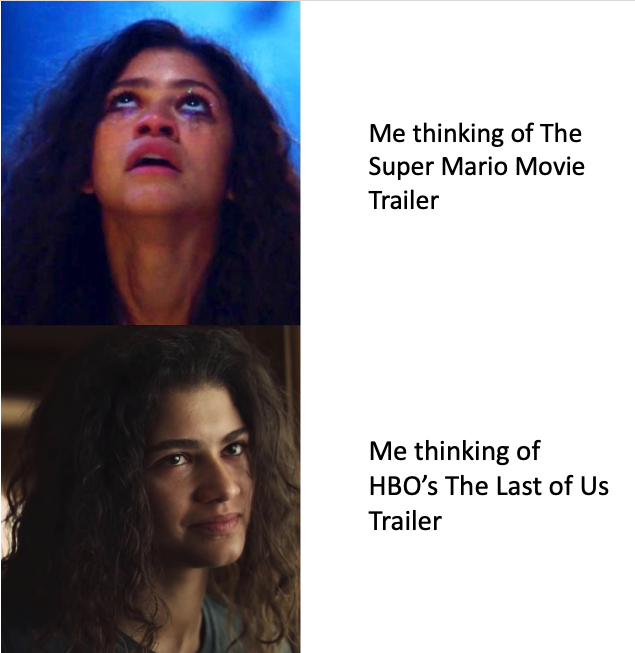 Me thinking of The
Super Mario Movie
Trailer
Me thinking of
HBO’s The Last of Us
Trailer